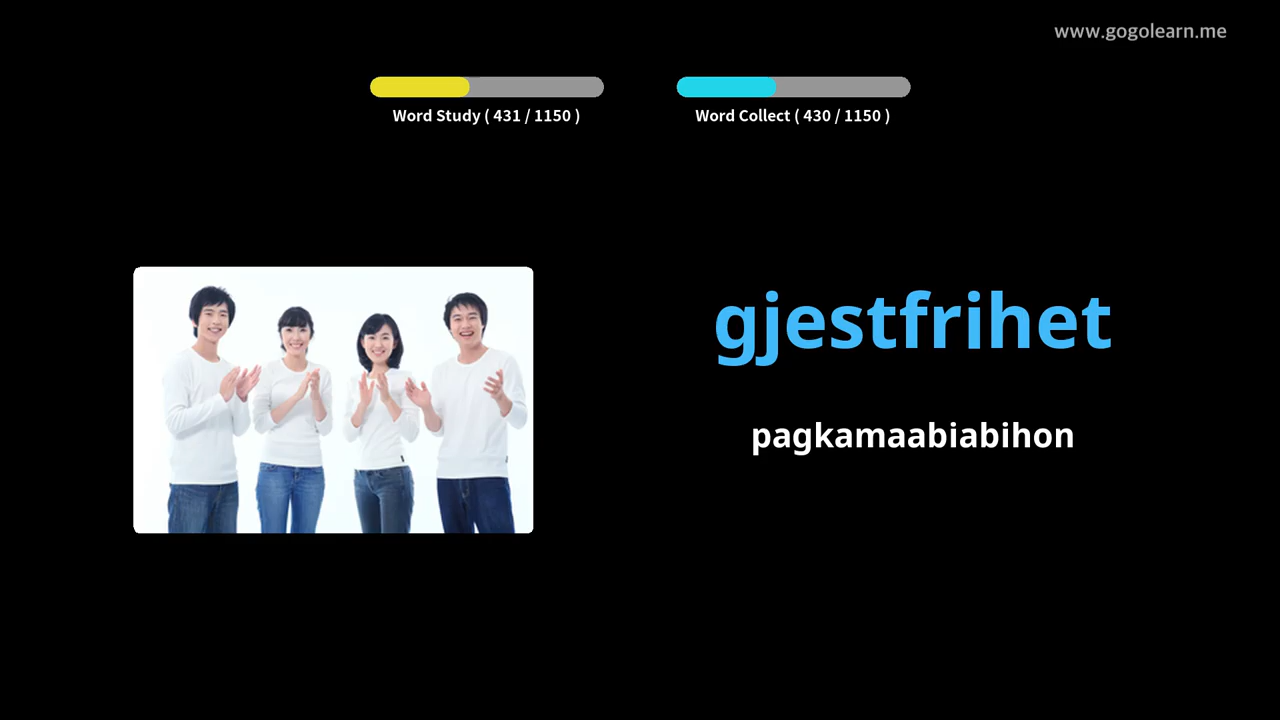 www.gogolearn.me
Word Study ( 431 / 1150 )
Word Collect ( 430 / 1150 )
gjestfrihet
pagkamaabiabihon